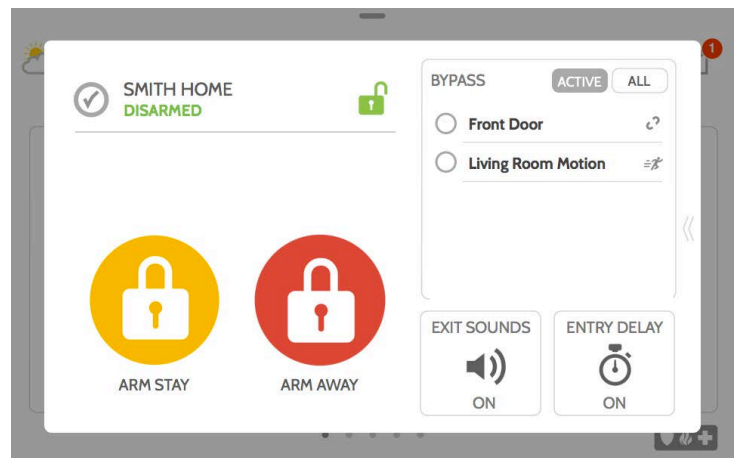 1
SMITH HOME
DISARMED
BYPASS
ACTIVE
ALL
Front Door
Living Room Motion
ARM STAY
ARM AWAY
EXIT SOUNDS
ON
ENTRY DELAY
ON